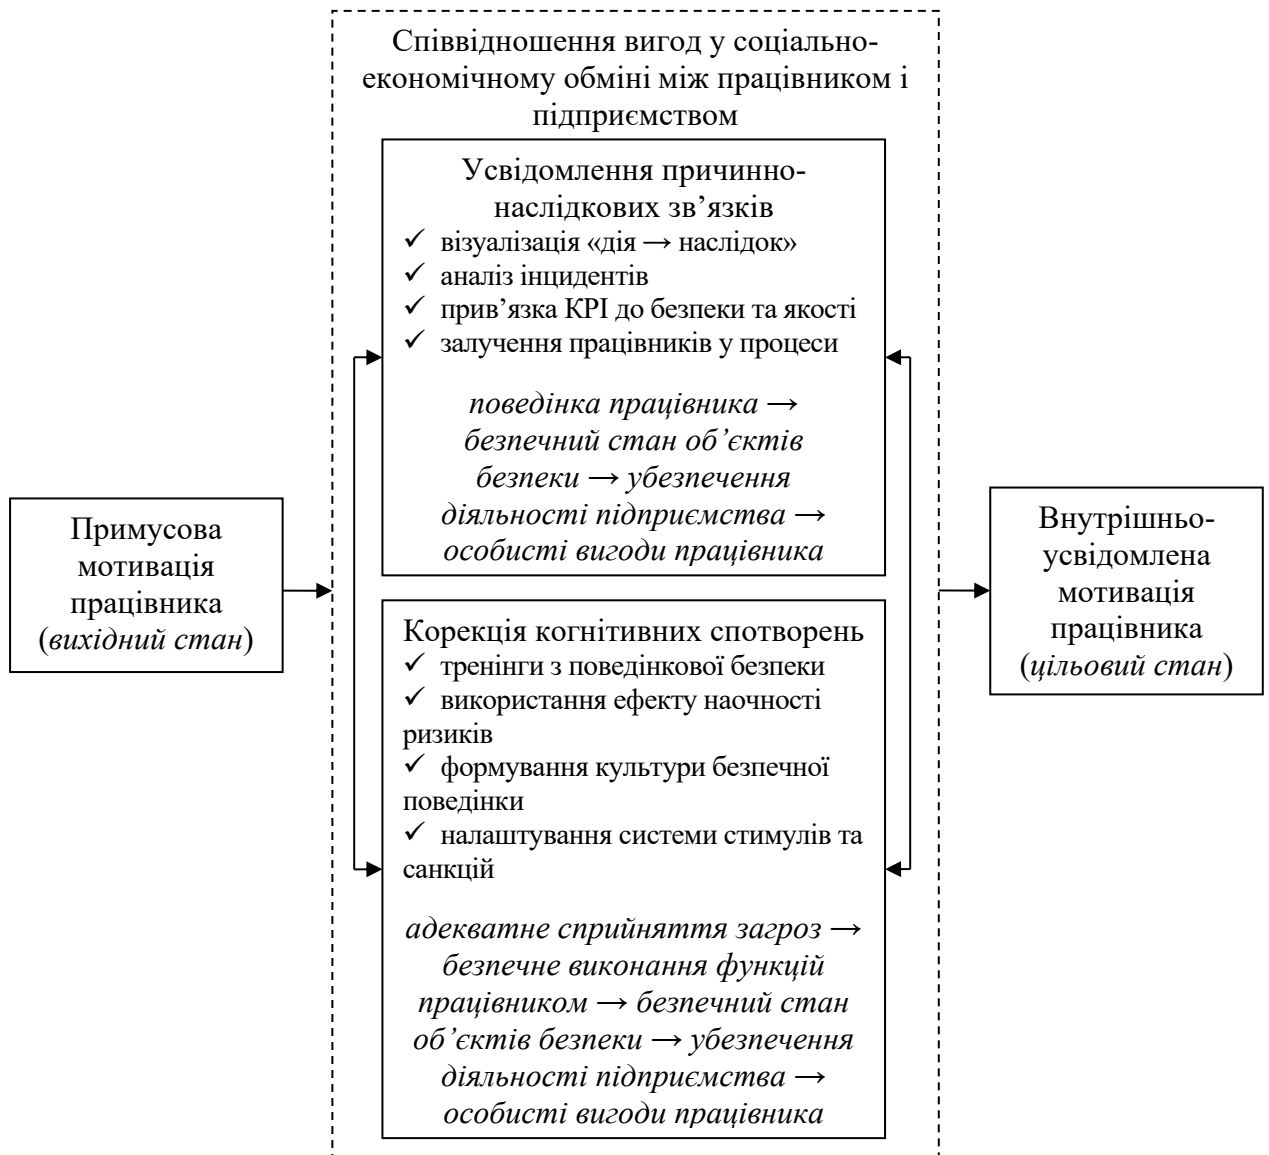 Співвідношення вигод у соціально-
економічному обміні між працівником і
підприємством
Усвідомлення причинно-
наслідкових зв’язків
✓ візуалізація «дія → наслідок»
✓ аналіз інцидентів
✓ прив’язка KPI до безпеки та якості
✓ залучення працівників у процеси
поведінка працівника →
безпечний стан об’єктів
безпеки → убезпечення
діяльності підприємства →
особисті вигоди працівника
Примусова
мотивація
працівника
(вихідний стан)
Корекція когнітивних спотворень
✓ тренінги з поведінкової безпеки
✓ використання ефекту наочності
ризиків
✓ формування культури безпечної
поведінки
✓ налаштування системи стимулів та
санкцій
адекватне сприйняття загроз →
безпечне виконання функцій
працівником → безпечний стан
об’єктів безпеки → убезпечення
діяльності підприємства →
особисті вигоди працівника
Внутрішньо-
усвідомлена
мотивація
працівника
(цільовий стан)